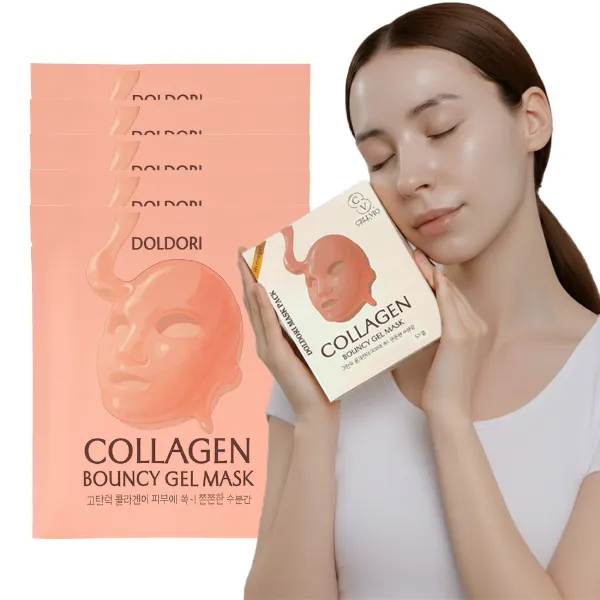 DOLDORI
DOLDORI
DOLDORI
DOLDORI
DOLDORI
COLLAGEN
BOUNCY GEL MASK
고탄력 콜라겐이 피부에 쏙~! 쫀쫀한 수분감
DOLDORI MASK PACK
COLLAGEN
BOUNCY GEL MASK